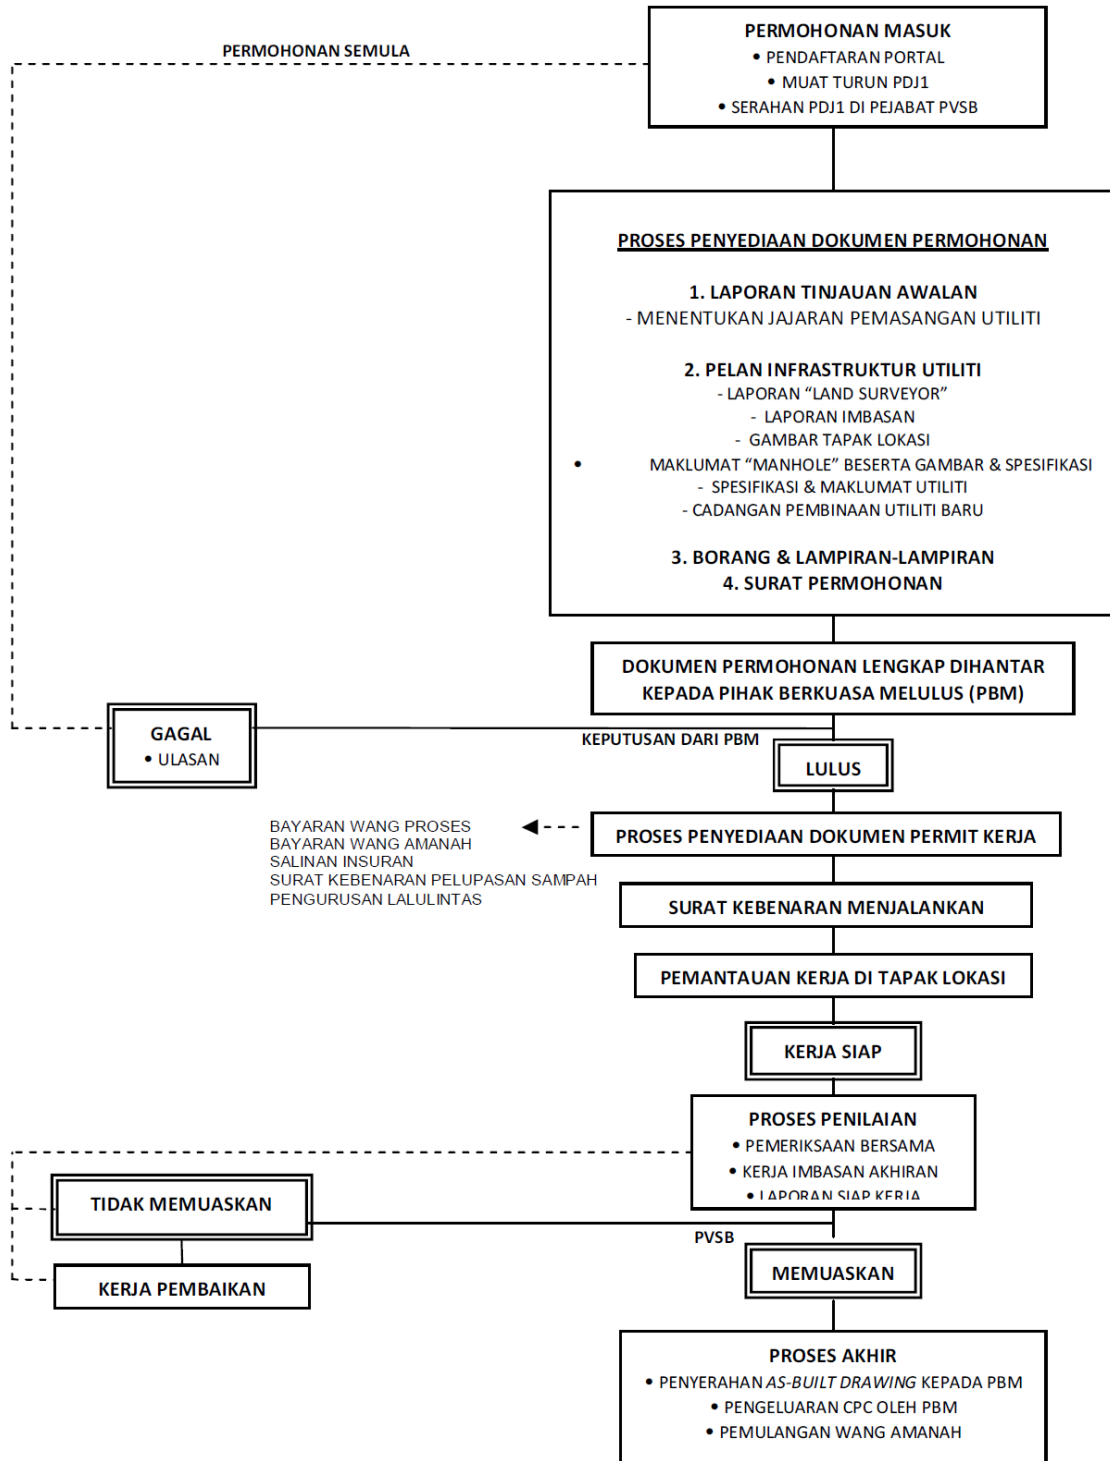 PERMOHONAN MASUK
• PENDAFTARAN PORTAL
• MUAT TURUN PDJ1
• SERAHAN PDJ1 DI PEJABAT PVSB
PERMOHONAN SEMULA
PROSES PENYEDIAAN DOKUMEN PERMOHONAN
1. LAPORAN TINJAUAN AWALAN
- MENENTUKAN JAJARAN PEMASANGAN UTILITI
2. PELAN INFRASTRUKTUR UTILITI
- LAPORAN “LAND SURVEYOR”
- LAPORAN IMBASAN
- GAMBAR TAPAK LOKASI
• MAKLUMAT “MANHOLE” BESERTA GAMBAR & SPESIFIKASI
- SPESIFIKASI & MAKLUMAT UTILITI
- CADANGAN PEMBINAAN UTILITI BARU
3. BORANG & LAMPIRAN-LAMPIRAN
4. SURAT PERMOHONAN
DOKUMEN PERMOHONAN LENGKAP DIHANTAR
KEPADA PIHAK BERKUASA MELULUS (PBM)
GAGAL
• ULASAN
KEPUTUSAN DARI PBM
LULUS
PROSES PENYEDIAAN DOKUMEN PERMIT KERJA
BAYARAN WANG PROSES
BAYARAN WANG AMANAH
SALINAN INSURAN
SURAT KEBENARAN PELUPASAN SAMPAH
PENGURUSAN LALULINTAS
SURAT KEBENARAN MENJALANKAN
PEMANTAUAN KERJA DI TAPAK LOKASI
KERJA SIAP
PROSES PENILAIAN
• PEMERIKSAAN BERSAMA
• KERJA IMBASAN AKHIRAN
• LAPORAN SIAP KERJA
TIDAK MEMUASKAN
PVSB
KERJA PEMBAIKAN
MEMUASKAN
PROSES AKHIR
• PENYERAHAN AS-BUILT DRAWING KEPADA PBM
• PENGELUARAN CPC OLEH PBM
• PEMULANGAN WANG AMANAH